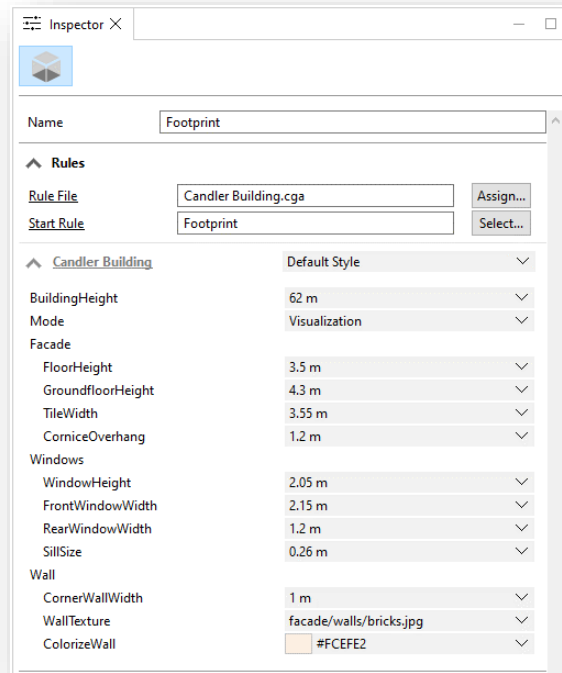 Inspector
Name Footprint
Rules
Rule File Candler Building.cga Assign...
Start Rule Footprint Select...
Candler Building Default Style
BuildingHeight 62 m
Mode Visualization
Facade
FloorHeight 3.5 m
GroundfloorHeight 4.3 m
TileWidth 3.55 m
CorniceOverhang 1.2 m
Windows
WindowHeight 2.05 m
FrontWindowWidth 2.15 m
RearWindowWidth 1.2 m
SillSize 0.26 m
Wall
CornerWallWidth 1 m
WallTexture facade/walls/bricks.jpg
ColorizeWall #FCEFE2